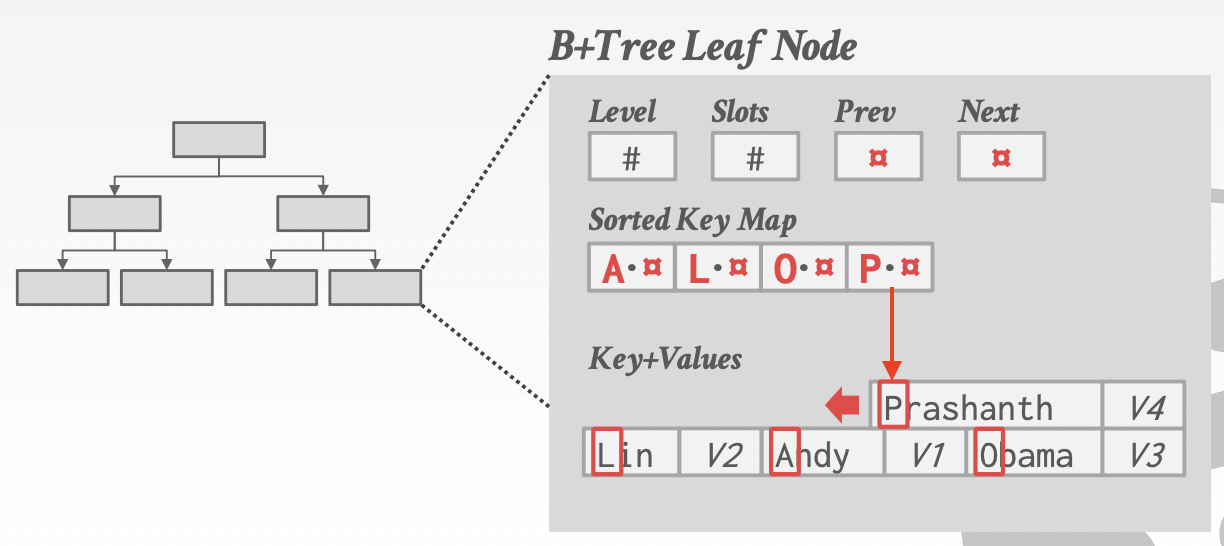 B+Tree Leaf Node
Level Slots Prev Next
# # ¤ ¤
Sorted Key Map
A·¤ L·¤ O·¤ P·¤
Key+Values
Prashanth V4
Lin V2 Andy V1 Obama V3